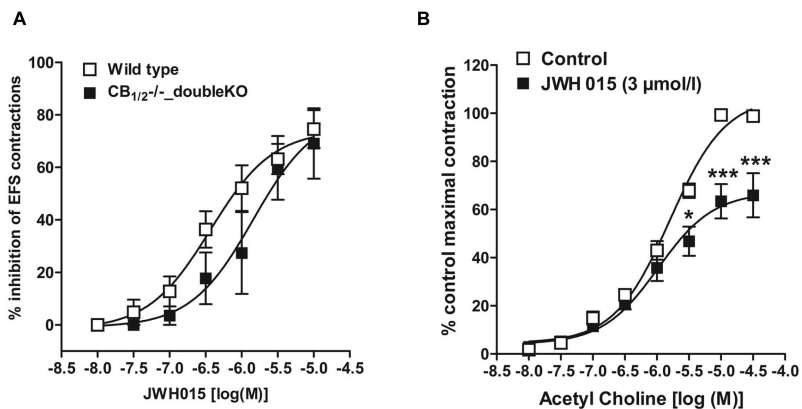 A
Wild type
CB1/2-/-_doubleKO
% inhibition of EFS contractions
100
80
60
40
20
0
-8.5 -8.0 -7.5 -7.0 -6.5 -6.0 -5.5 -5.0 -4.5
JWH015 [log(M)]
B
Control
JWH 015 (3 µmol/l)
% control maximal contraction
120
100
80
60
40
20
0
***
***
*
-8.5 -8.0 -7.5 -7.0 -6.5 -6.0 -5.5 -5.0 -4.5 -4.0
Acetyl Choline [log (M)]